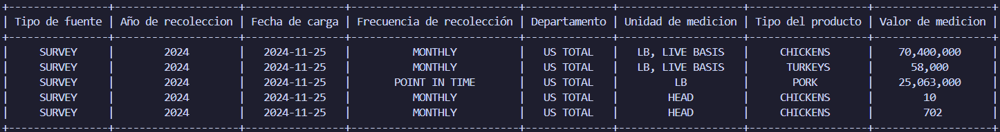 | Tipo de fuente | Año de recoleccion | Fecha de carga | Frecuencia de recolección | Departamento | Unidad de medicion | Tipo del producto | Valor de medicion |
| SURVEY | 2024 | 2024-11-25 | MONTHLY | US TOTAL | LB, LIVE BASIS | CHICKENS | 70,400,000 |
| SURVEY | 2024 | 2024-11-25 | MONTHLY | US TOTAL | LB, LIVE BASIS | TURKEYS | 58,000 |
| SURVEY | 2024 | 2024-11-25 | POINT IN TIME | US TOTAL | LB | PORK | 25,063,000 |
| SURVEY | 2024 | 2024-11-25 | MONTHLY | US TOTAL | HEAD | CHICKENS | 10 |
| SURVEY | 2024 | 2024-11-25 | MONTHLY | US TOTAL | HEAD | CHICKENS | 702 |